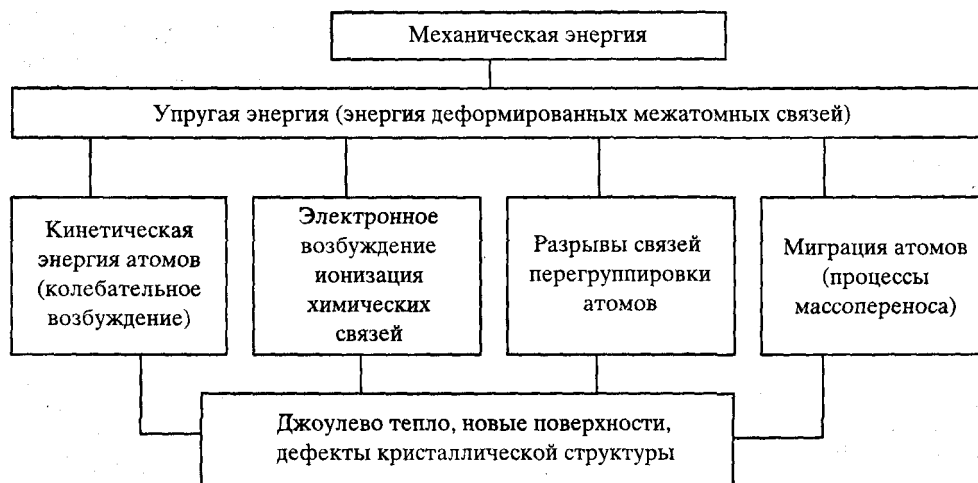 Механическая энергия
Упругая энергия (энергия деформированных межатомных связей)
Кинетическая
энергия атомов
(колебательное
возбуждение)
Электронное
возбуждение
ионизация
химических
связей
Разрывы связей
перегруппировки
атомов
Миграция атомов
(процессы
массопереноса)
Джоулево тепло, новые поверхности,
дефекты кристаллической структуры